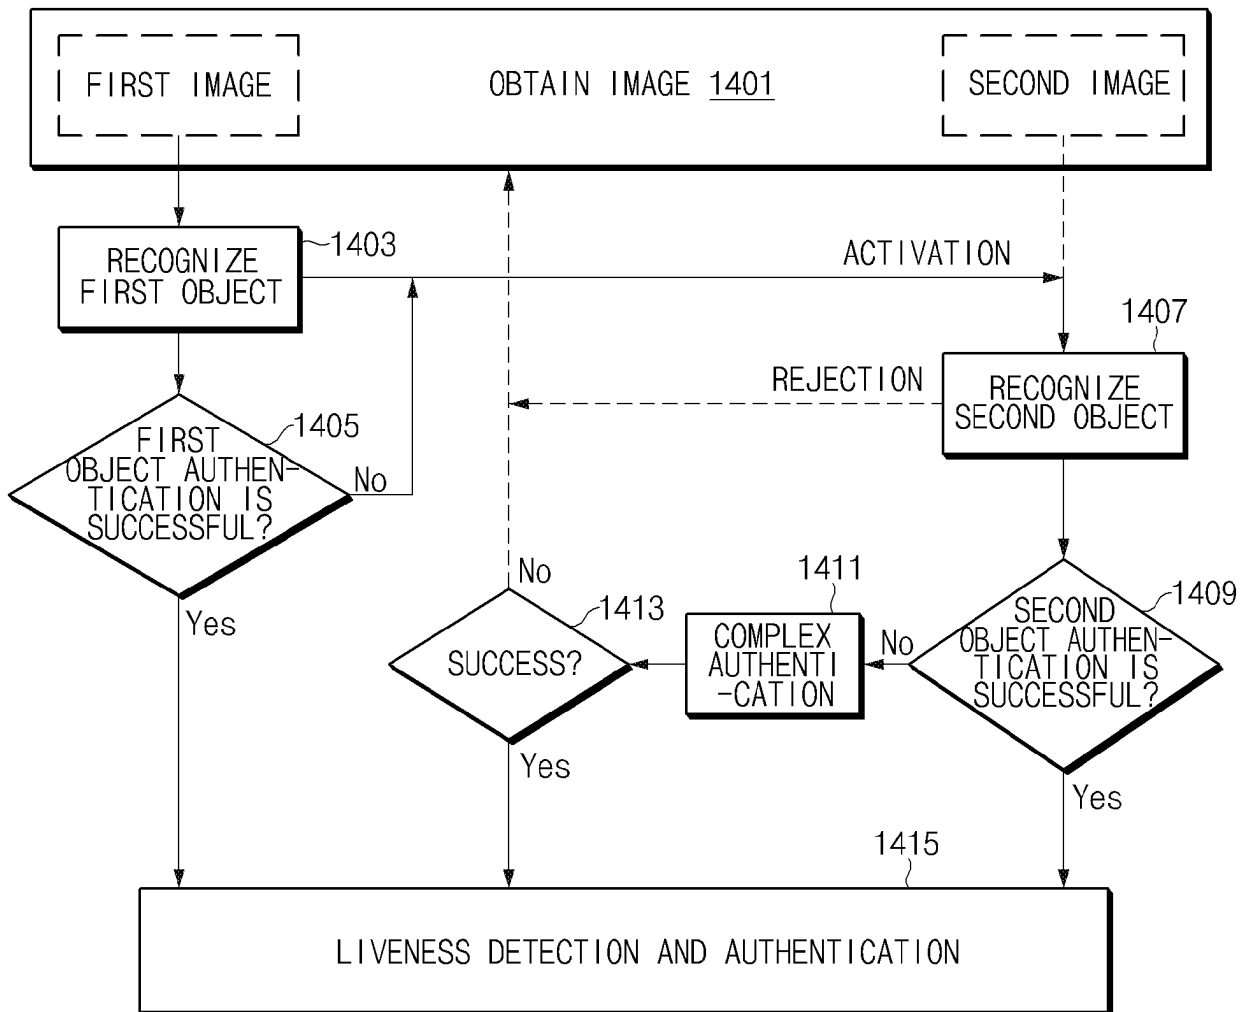 FIRST IMAGE
OBTAIN IMAGE 1401
SECOND IMAGE
1403
RECOGNIZE
FIRST OBJECT
ACTIVATION
1407
REJECTION
RECOGNIZE
SECOND OBJECT
1405
FIRST
OBJECT AUTHEN-
TICATION IS
SUCCESSFUL?
No
Yes
No
1413
SUCCESS?
Yes
1411
COMPLEX
AUTHENTI
-CATION
No
1409
SECOND
OBJECT AUTHEN-
TICATION IS
SUCCESSFUL?
Yes
1415
LIVENESS DETECTION AND AUTHENTICATION